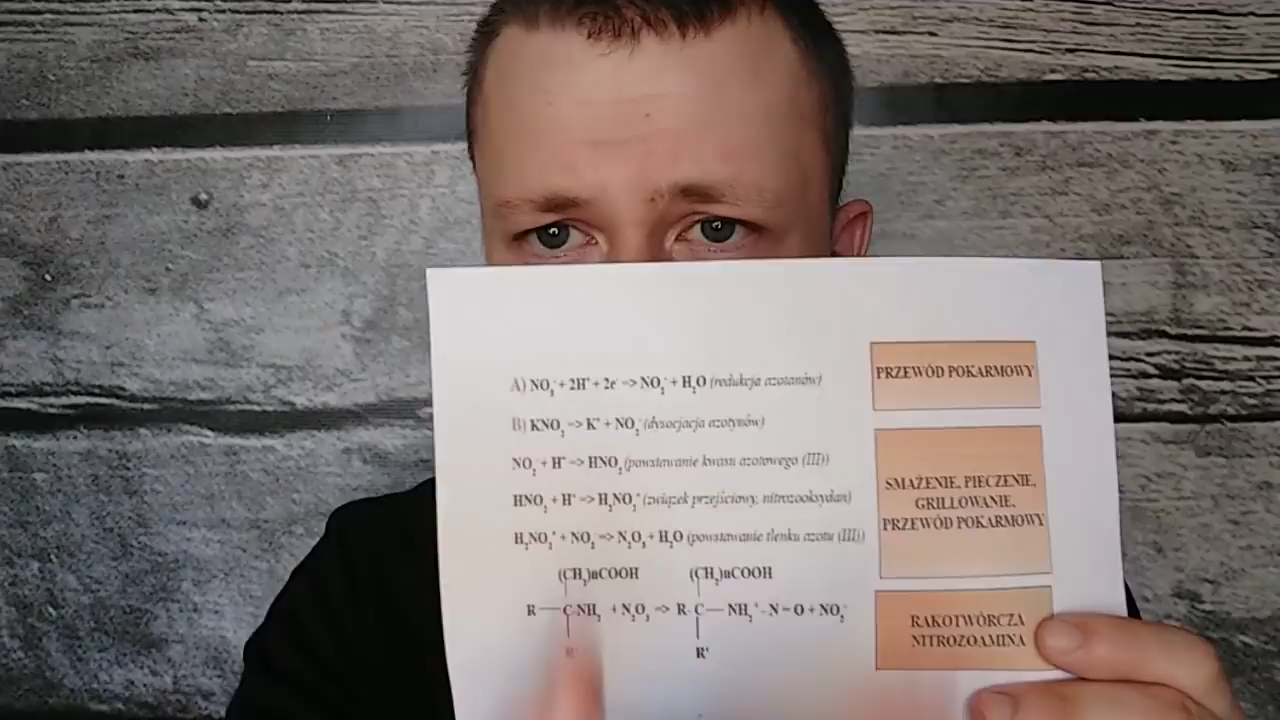 A) NO₃⁻ + 2H⁺ + 2e⁻ => NO₂⁻ + H₂O (redukcja azotanów)
B) KNO₂ => K⁺ + NO₂⁻ (dysocjacja azotynów)
NO₂⁻ + H⁺ => HNO₂ (powstawanie kwasu azotowego (III))
HNO₂ + H⁺ => H₂NO₂⁺ (związek przejściowy, nitrozooksydan)
H₂NO₂⁺ + NO₂⁻ => N₂O₃ + H₂O (powstawanie tlenku azotu (III))
(CH₂)nCOOH (CH₂)nCOOH
R — C-NH₂ + N₂O₃ => R- C — NH₂⁺ - N = O + NO₂⁻
R' R'
PRZEWÓD POKARMOWY
SMAŻENIE, PIECZENIE,
GRILLOWANIE,
PRZEWÓD POKARMOWY
RAKOTWÓRCZA
NITROZOAMINA